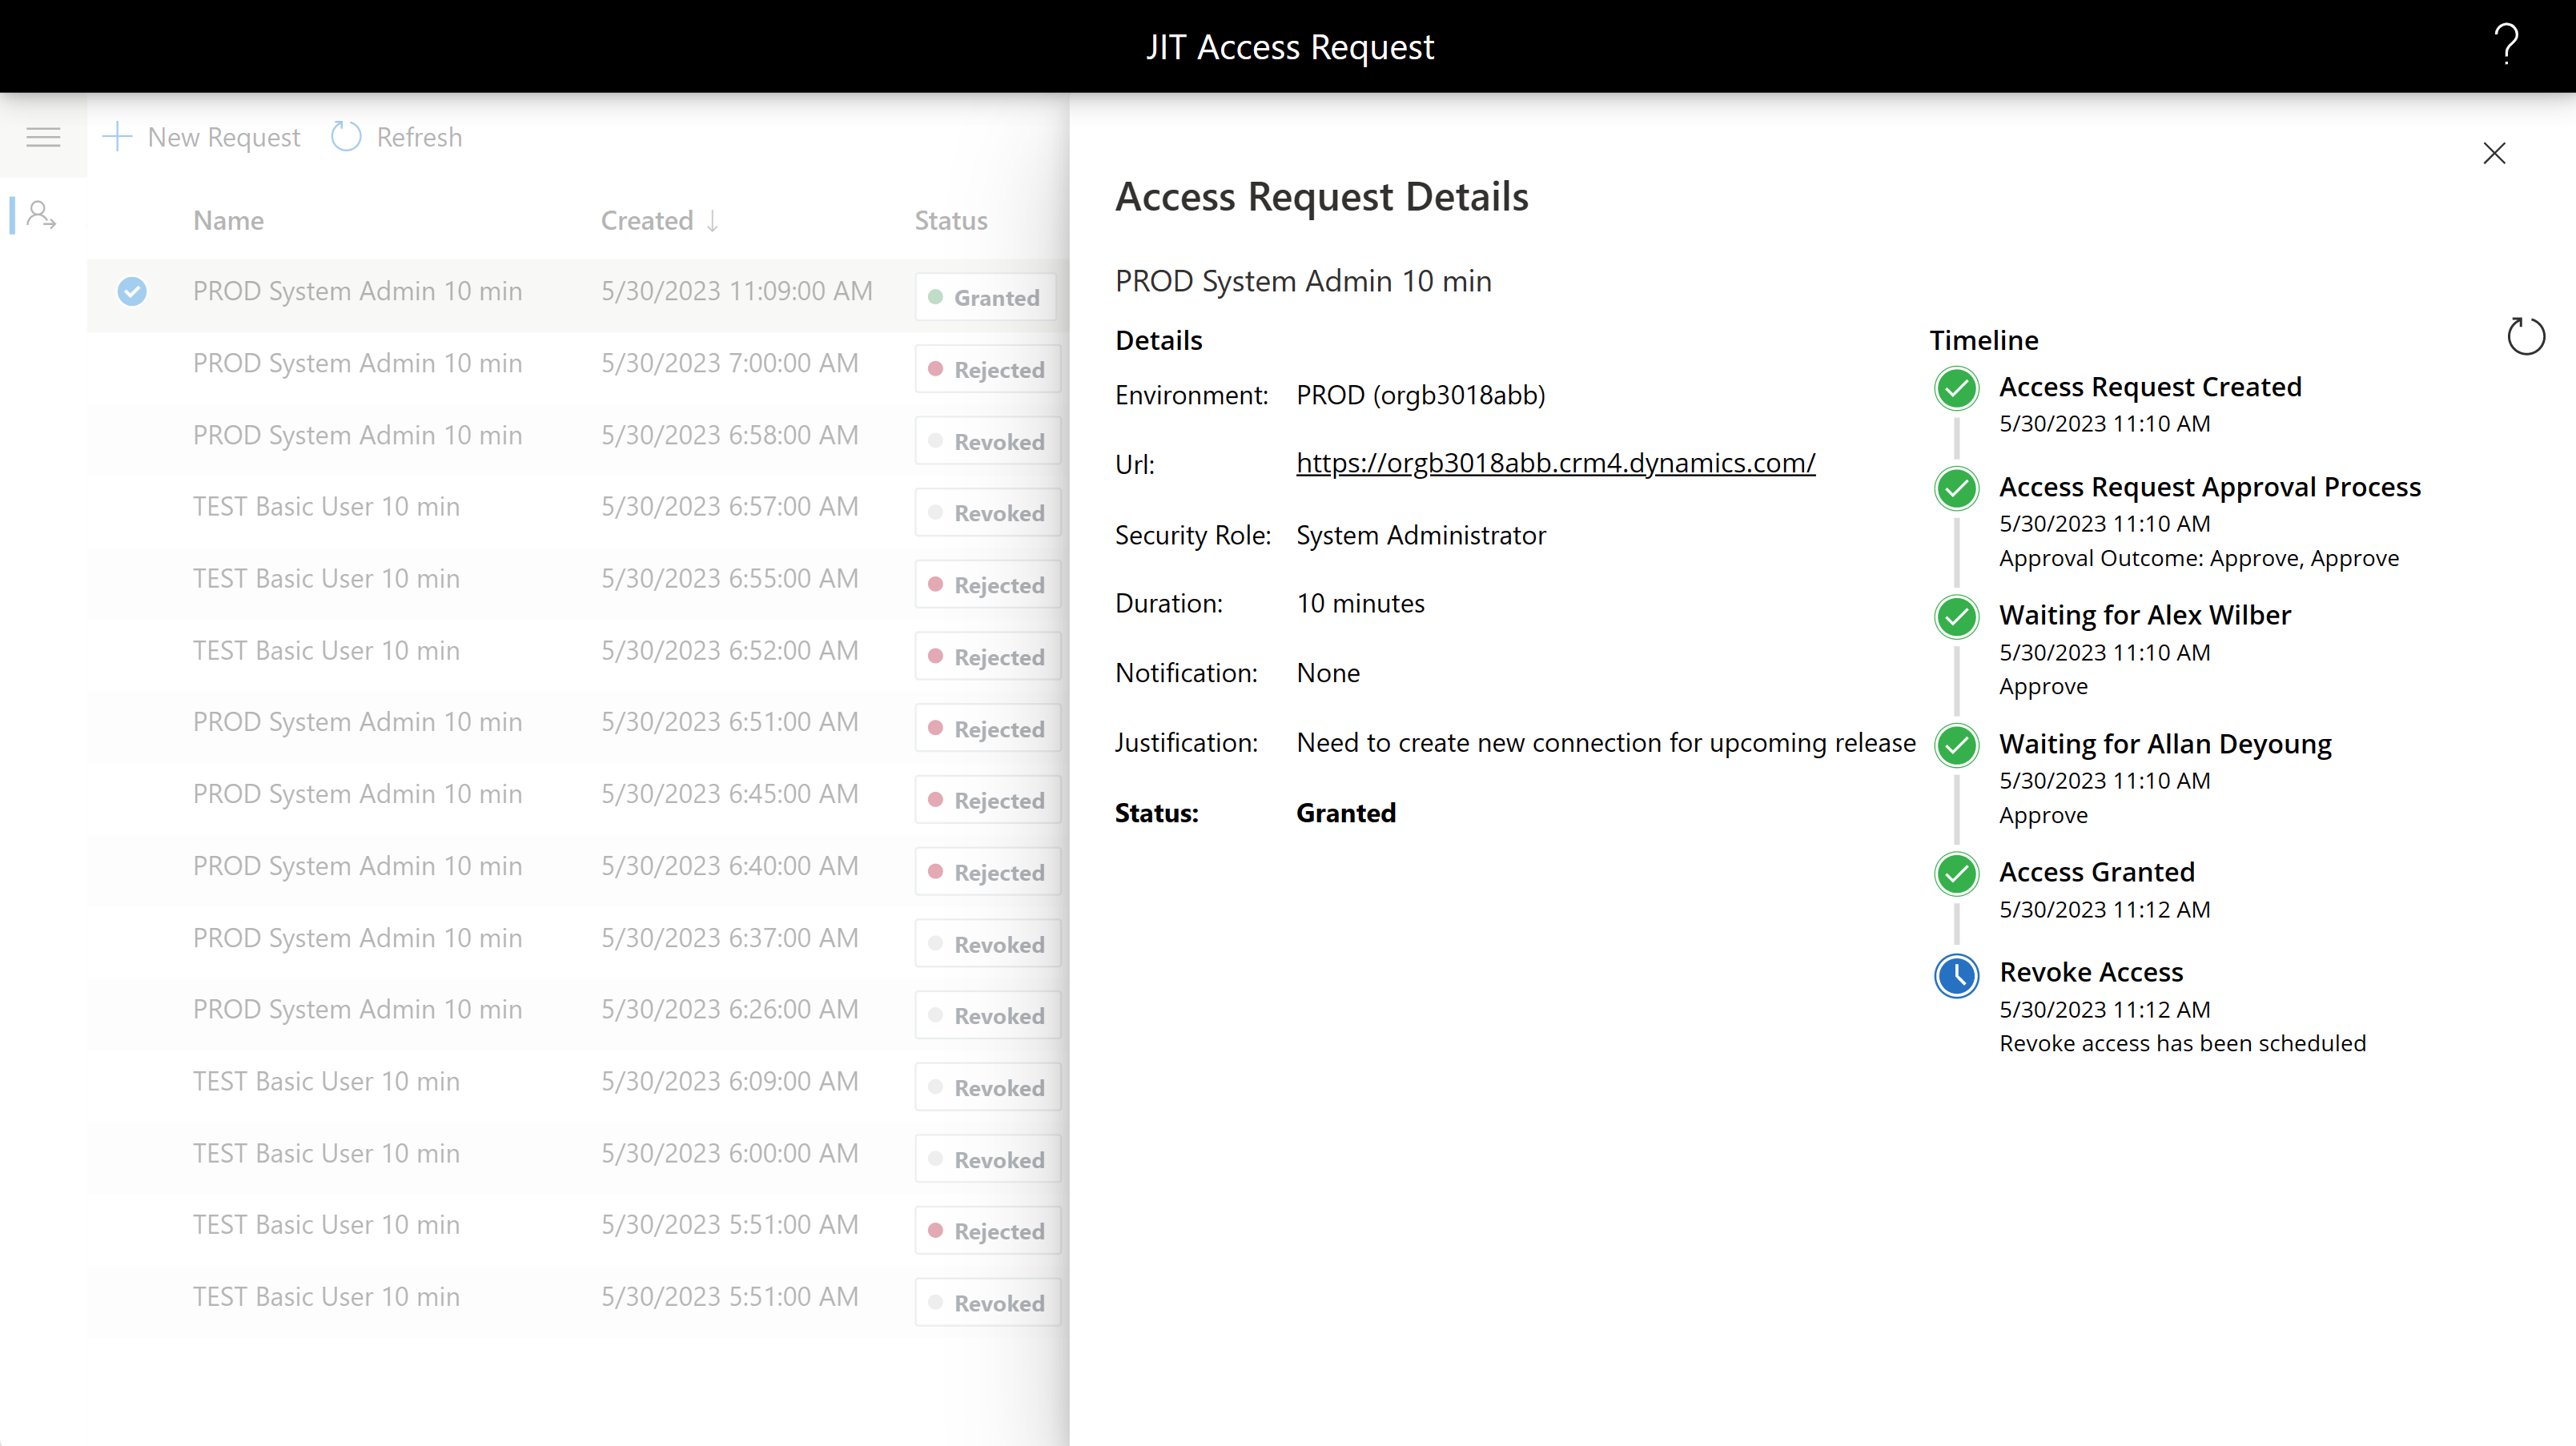 JIT Access Request
New Request Refresh
Name Created ↓ Status
PROD System Admin 10 min 5/30/2023 11:09:00 AM Granted
PROD System Admin 10 min 5/30/2023 7:00:00 AM Rejected
PROD System Admin 10 min 5/30/2023 6:58:00 AM Revoked
TEST Basic User 10 min 5/30/2023 6:57:00 AM Revoked
TEST Basic User 10 min 5/30/2023 6:55:00 AM Rejected
TEST Basic User 10 min 5/30/2023 6:52:00 AM Rejected
PROD System Admin 10 min 5/30/2023 6:51:00 AM Rejected
PROD System Admin 10 min 5/30/2023 6:45:00 AM Rejected
PROD System Admin 10 min 5/30/2023 6:40:00 AM Rejected
PROD System Admin 10 min 5/30/2023 6:37:00 AM Revoked
PROD System Admin 10 min 5/30/2023 6:26:00 AM Revoked
TEST Basic User 10 min 5/30/2023 6:09:00 AM Revoked
TEST Basic User 10 min 5/30/2023 6:00:00 AM Revoked
TEST Basic User 10 min 5/30/2023 5:51:00 AM Rejected
TEST Basic User 10 min 5/30/2023 5:51:00 AM Revoked
Access Request Details
PROD System Admin 10 min
Details
Environment: PROD (orgb3018abb)
Url: https://orgb3018abb.crm4.dynamics.com/
Security Role: System Administrator
Duration: 10 minutes
Notification: None
Justification: Need to create new connection for upcoming release
Status: Granted
Timeline
Access Request Created
5/30/2023 11:10 AM
Access Request Approval Process
5/30/2023 11:10 AM
Approval Outcome: Approve, Approve
Waiting for Alex Wilber
5/30/2023 11:10 AM
Approve
Waiting for Allan Deyoung
5/30/2023 11:10 AM
Approve
Access Granted
5/30/2023 11:12 AM
Revoke Access
5/30/2023 11:12 AM
Revoke access has been scheduled